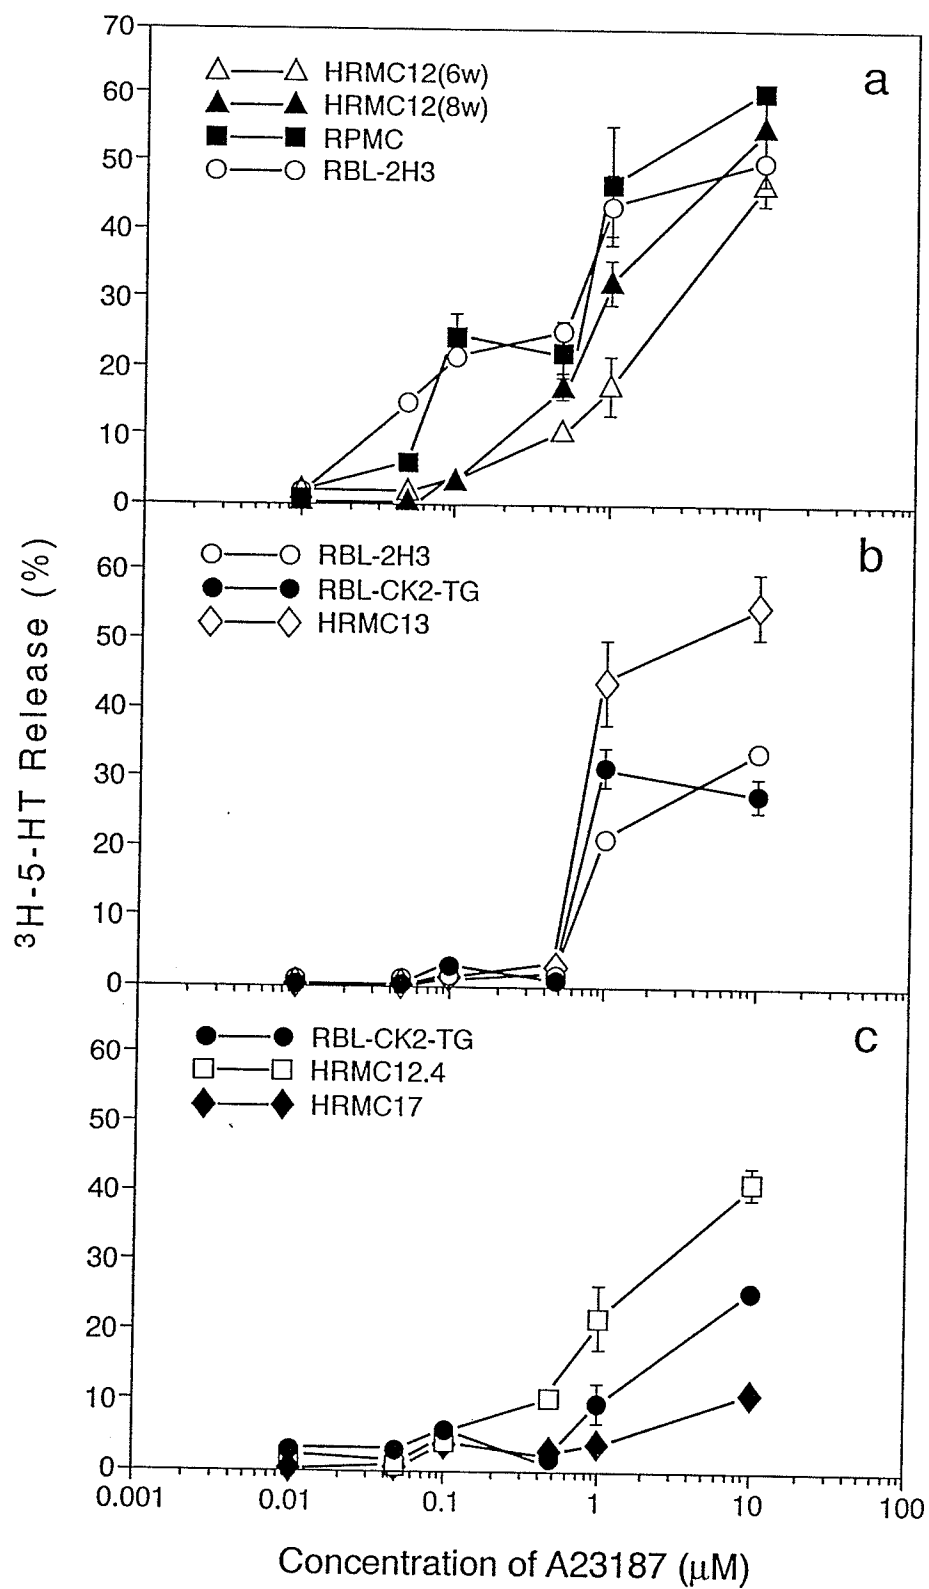 a
70
60
50
40
30
20
10
0
HRMC12(6w)
HRMC12(8w)
RPMC
RBL-2H3
b
60
50
40
30
20
10
0
RBL-2H3
RBL-CK2-TG
HRMC13
c
60
50
40
30
20
10
0
RBL-CK2-TG
HRMC12.4
HRMC17
³H-5-HT Release (%)
0.001 0.01 0.1 1 10 100
Concentration of A23187 (μM)